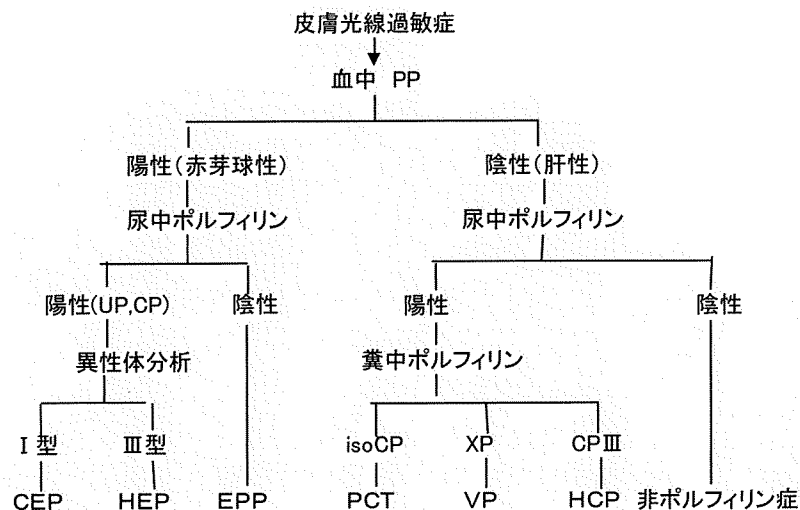 皮膚光線過敏症
血中 PP
陽性(赤芽球性) 陰性(肝性)
尿中ポルフィリン 尿中ポルフィリン
陽性(UP,CP) 陰性 陽性 陰性
異性体分析 糞中ポルフィリン
Ⅰ型 Ⅲ型 isoCP XP CPⅢ
CEP HEP EPP PCT VP HCP 非ポルフィリン症